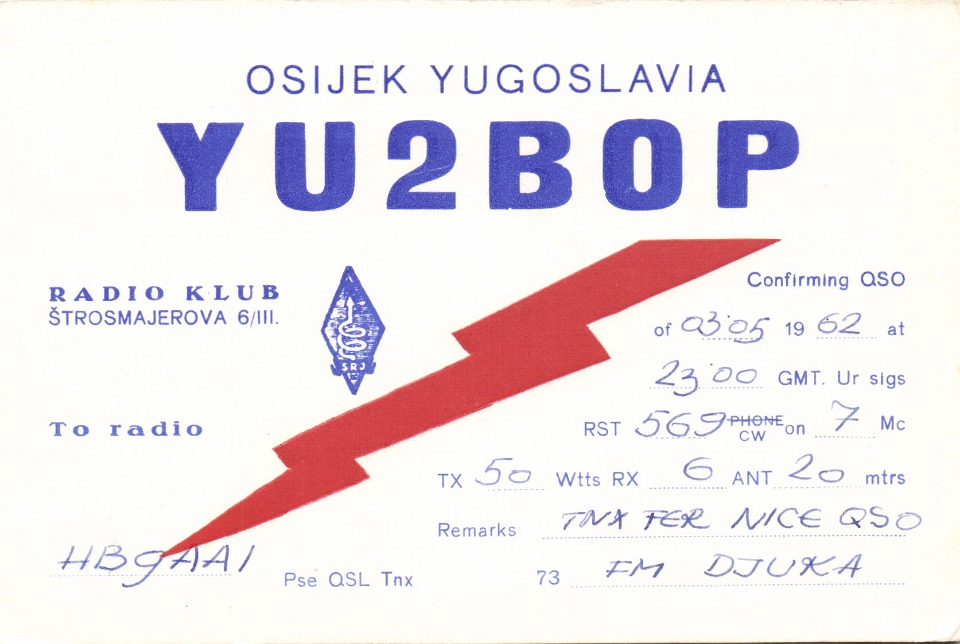 OSIJEK YUGOSLAVIA
YU2BOP
RADIO KLUB
ŠTROSMAJEROVA 6/III.
SRJ
To radio
HB9AAI
Pse QSL Tnx
Confirming QSO
of 03.05 1962 at
23.00 GMT. Ur sigs
RST 569 PHONE CW on 7 Mc
TX 50 Wtts RX 6 ANT 20 mtrs
Remarks TNX FER NICE QSO
73 FM DJUKA